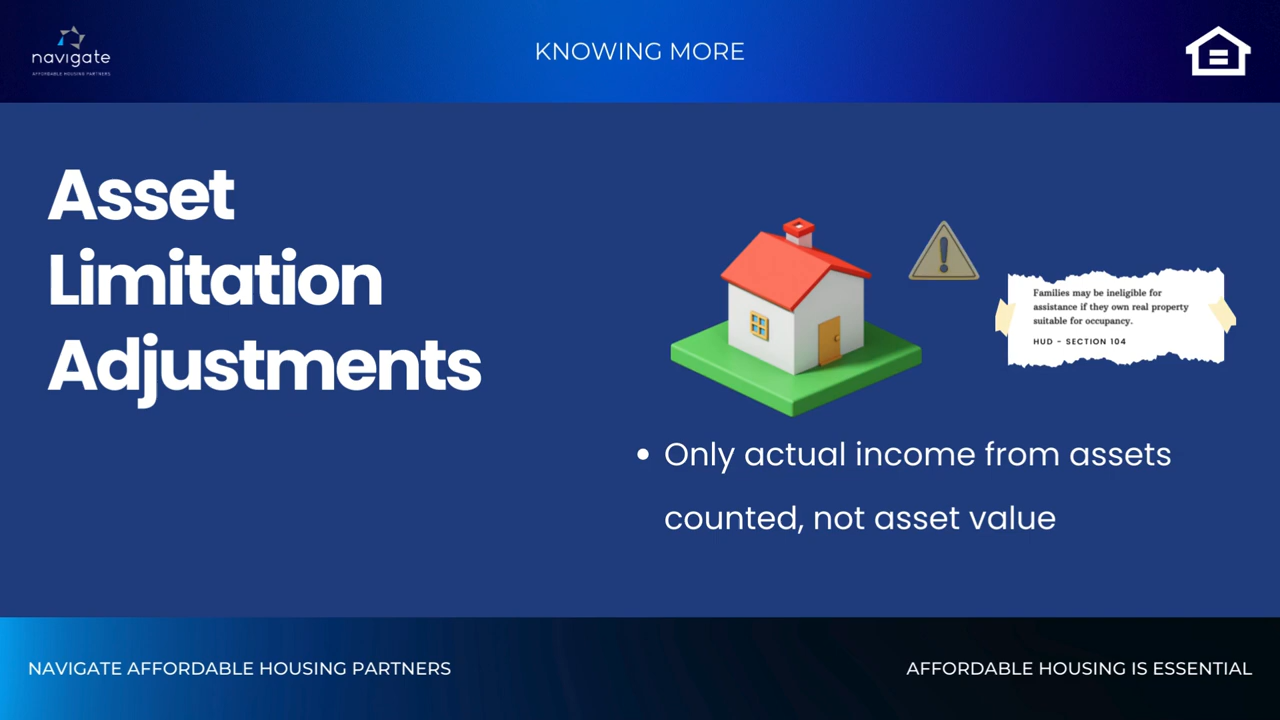 navigate
AFFORDABLE HOUSING PARTNERS
KNOWING MORE
Asset
Limitation
Adjustments
Families may be ineligible for
assistance if they own real property
suitable for occupancy.
HUD - SECTION 104
• Only actual income from assets
counted, not asset value
NAVIGATE AFFORDABLE HOUSING PARTNERS
AFFORDABLE HOUSING IS ESSENTIAL